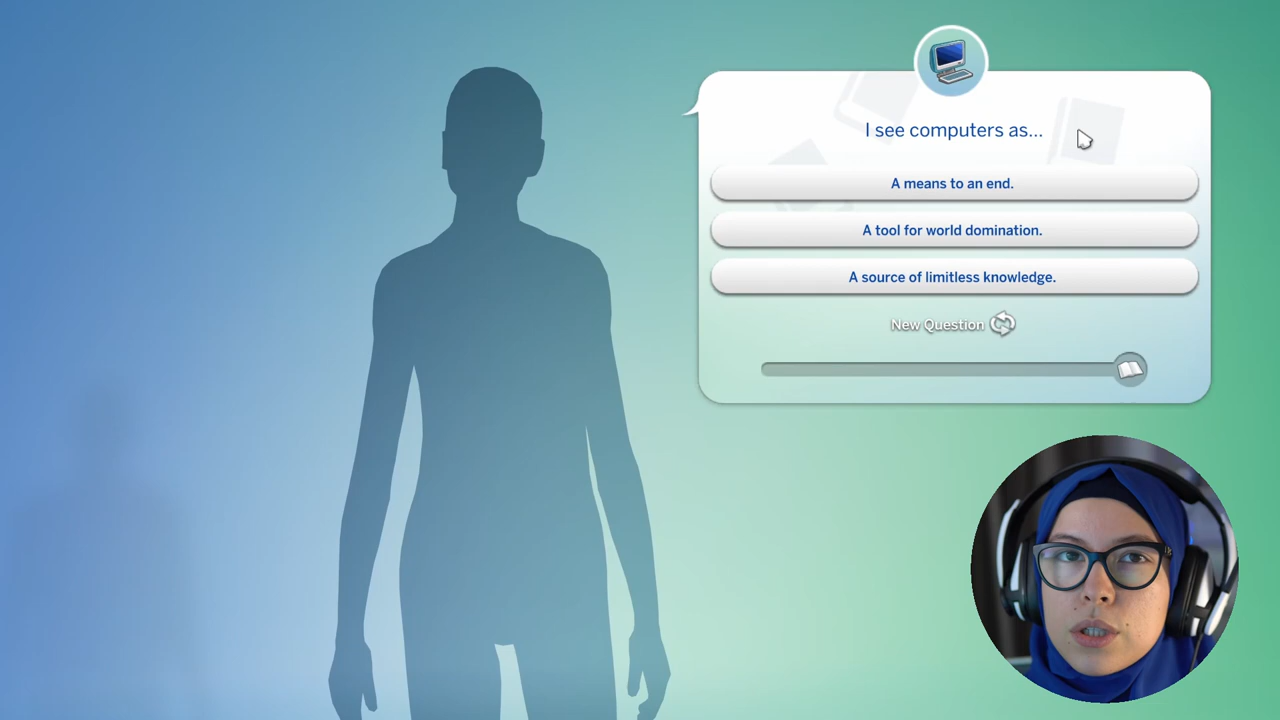 I see computers as...
A means to an end.
A tool for world domination.
A source of limitless knowledge.
New Question